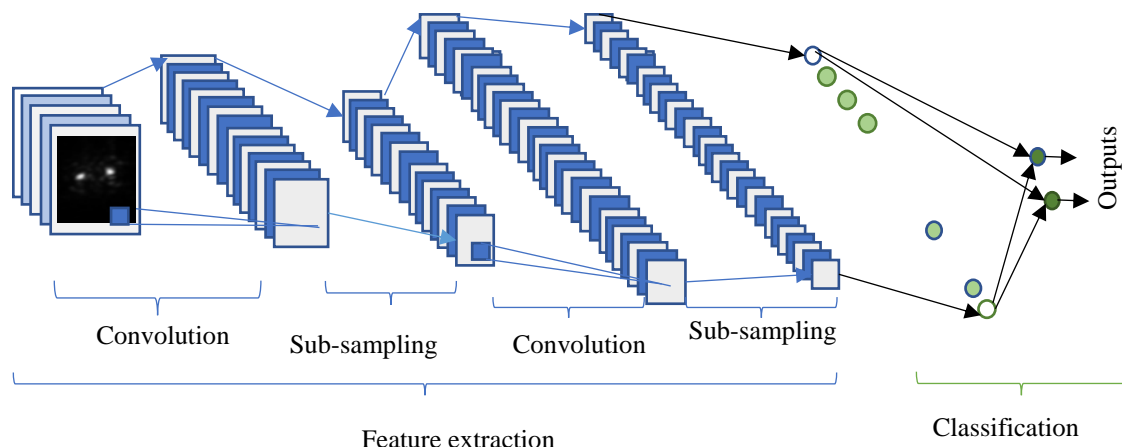 Outputs
Convolution
Sub-sampling
Convolution
Sub-sampling
Feature extraction
Classification